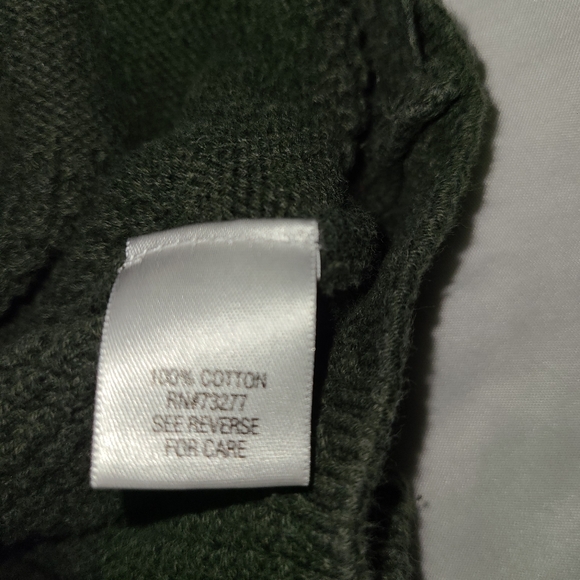 100% COTTON
RN#73277
SEE REVERSE
FOR CARE